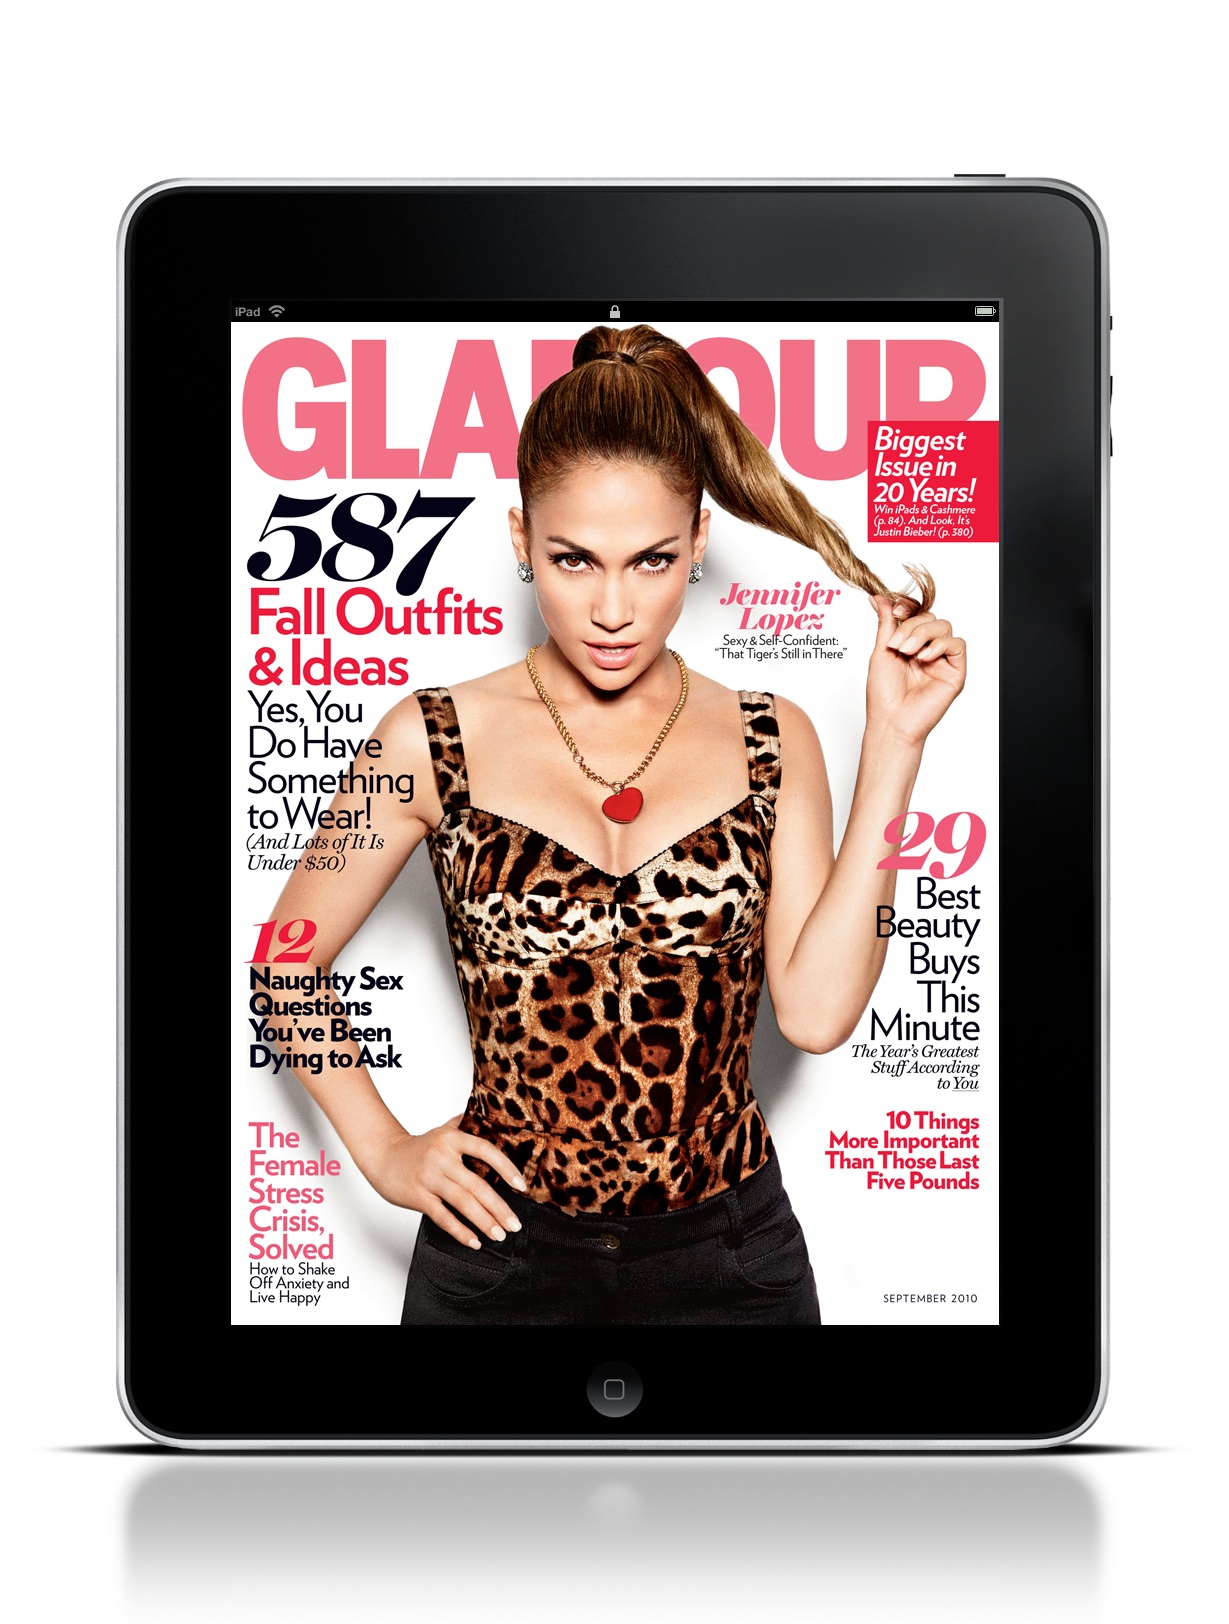 iPad
GLAMOUR
Biggest
Issue in
20 Years!
Win iPads & Cashmere
(p. 84). And Look, It's
Justin Bieber! (p. 380)
587
Fall Outfits
& Ideas
Yes, You
Do Have
Something
to Wear!
(And Lots of It Is
Under $50)
Jennifer
Lopez
Sexy & Self-Confident:
"That Tiger's Still in There"
12
Naughty Sex
Questions
You've Been
Dying to Ask
29
Best
Beauty
Buys
This
Minute
The Year's Greatest
Stuff According
to You
The
Female
Stress
Crisis,
Solved
How to Shake
Off Anxiety and
Live Happy
10 Things
More Important
Than Those Last
Five Pounds
SEPTEMBER 2010